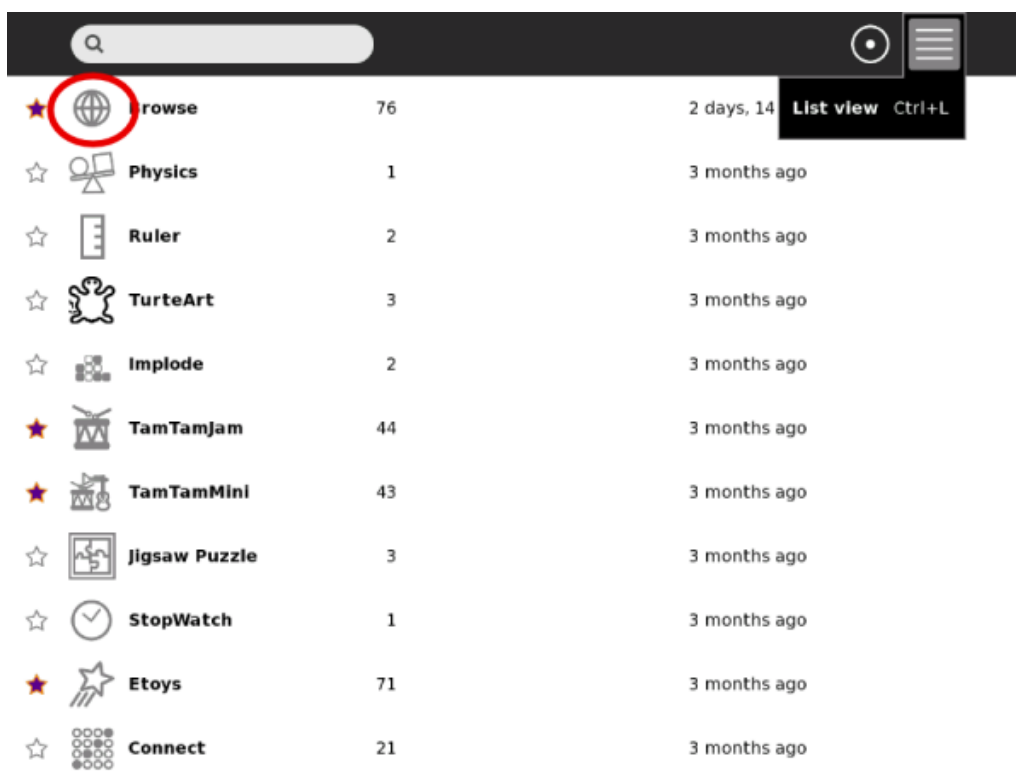 List view Ctrl+L
Browse 76 2 days, 14
Physics 1 3 months ago
Ruler 2 3 months ago
TurteArt 3 3 months ago
Implode 2 3 months ago
TamTamJam 44 3 months ago
TamTamMini 43 3 months ago
Jigsaw Puzzle 3 3 months ago
StopWatch 1 3 months ago
Etoys 71 3 months ago
Connect 21 3 months ago